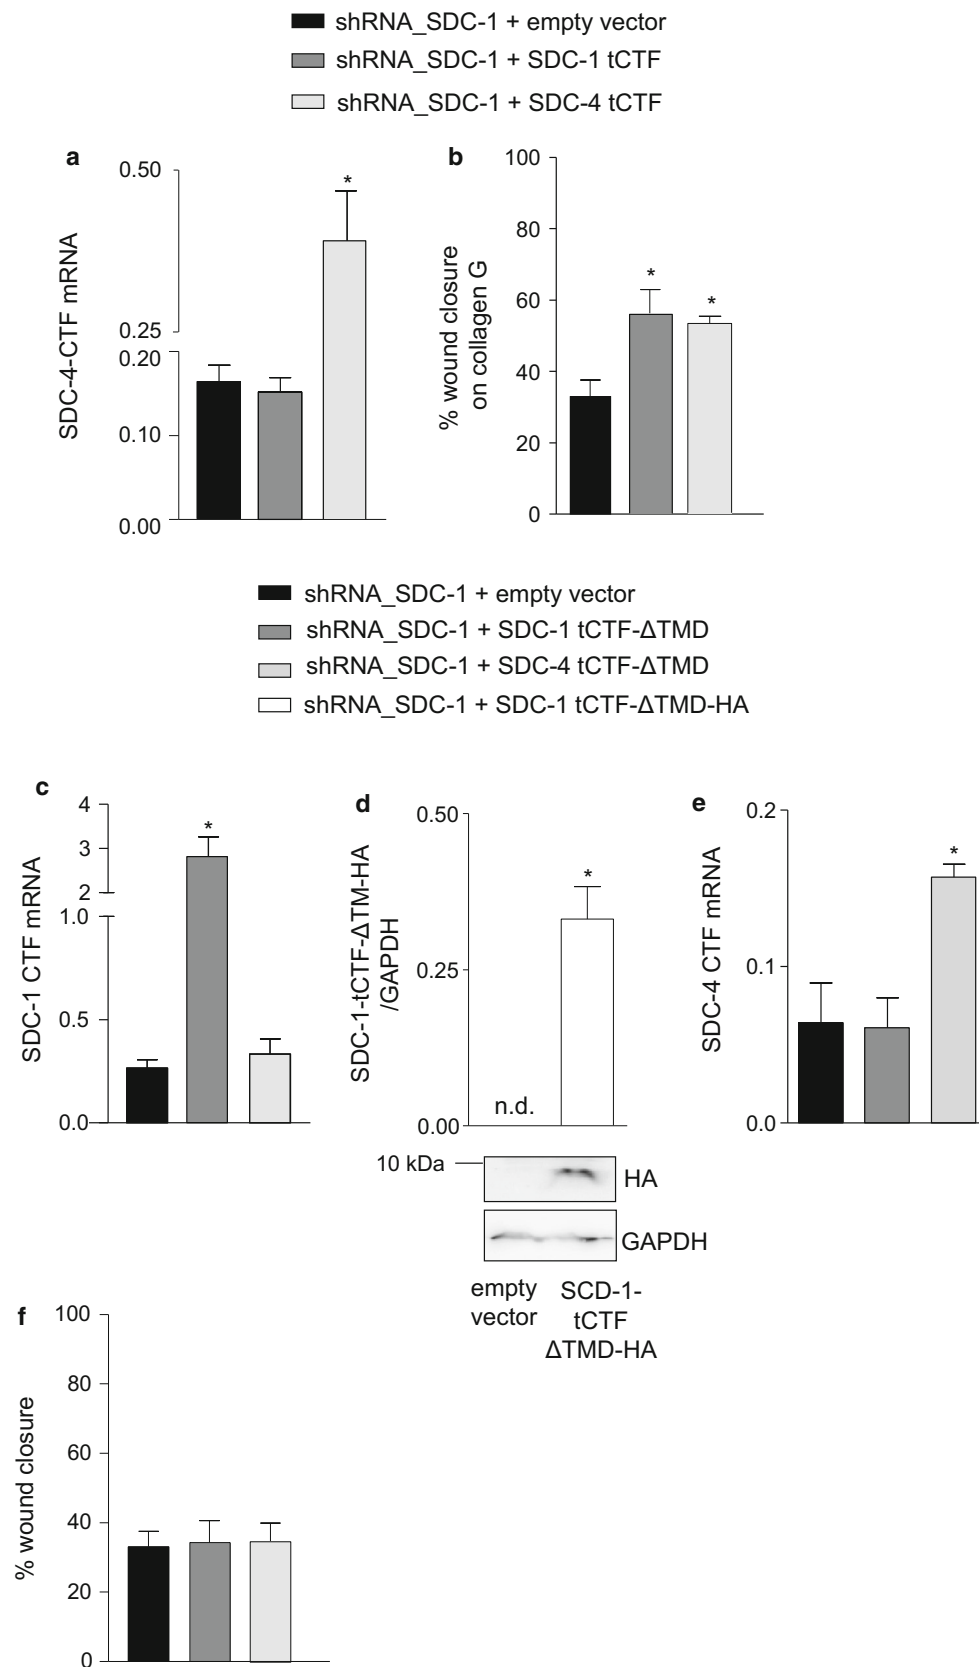 shRNA_SDC-1 + empty vector
shRNA_SDC-1 + SDC-1 tCTF
shRNA_SDC-1 + SDC-4 tCTF
a
SDC-4-CTF mRNA
0.50
0.25
0.20
0.10
0.00
*
b
% wound closure
on collagen G
100
80
60
40
20
0
*
*
shRNA_SDC-1 + empty vector
shRNA_SDC-1 + SDC-1 tCTF-ΔTMD
shRNA_SDC-1 + SDC-4 tCTF-ΔTMD
shRNA_SDC-1 + SDC-1 tCTF-ΔTMD-HA
c
SDC-1 CTF mRNA
4
3
2
1.0
0.5
0.0
*
d
SDC-1-tCTF-ΔTM-HA
/GAPDH
0.50
0.25
0.00
n.d.
*
10 kDa
HA
GAPDH
empty
vector
SCD-1-
tCTF
ΔTMD-HA
e
SDC-4 CTF mRNA
0.2
0.1
0.0
*
f
% wound closure
100
80
60
40
20
0